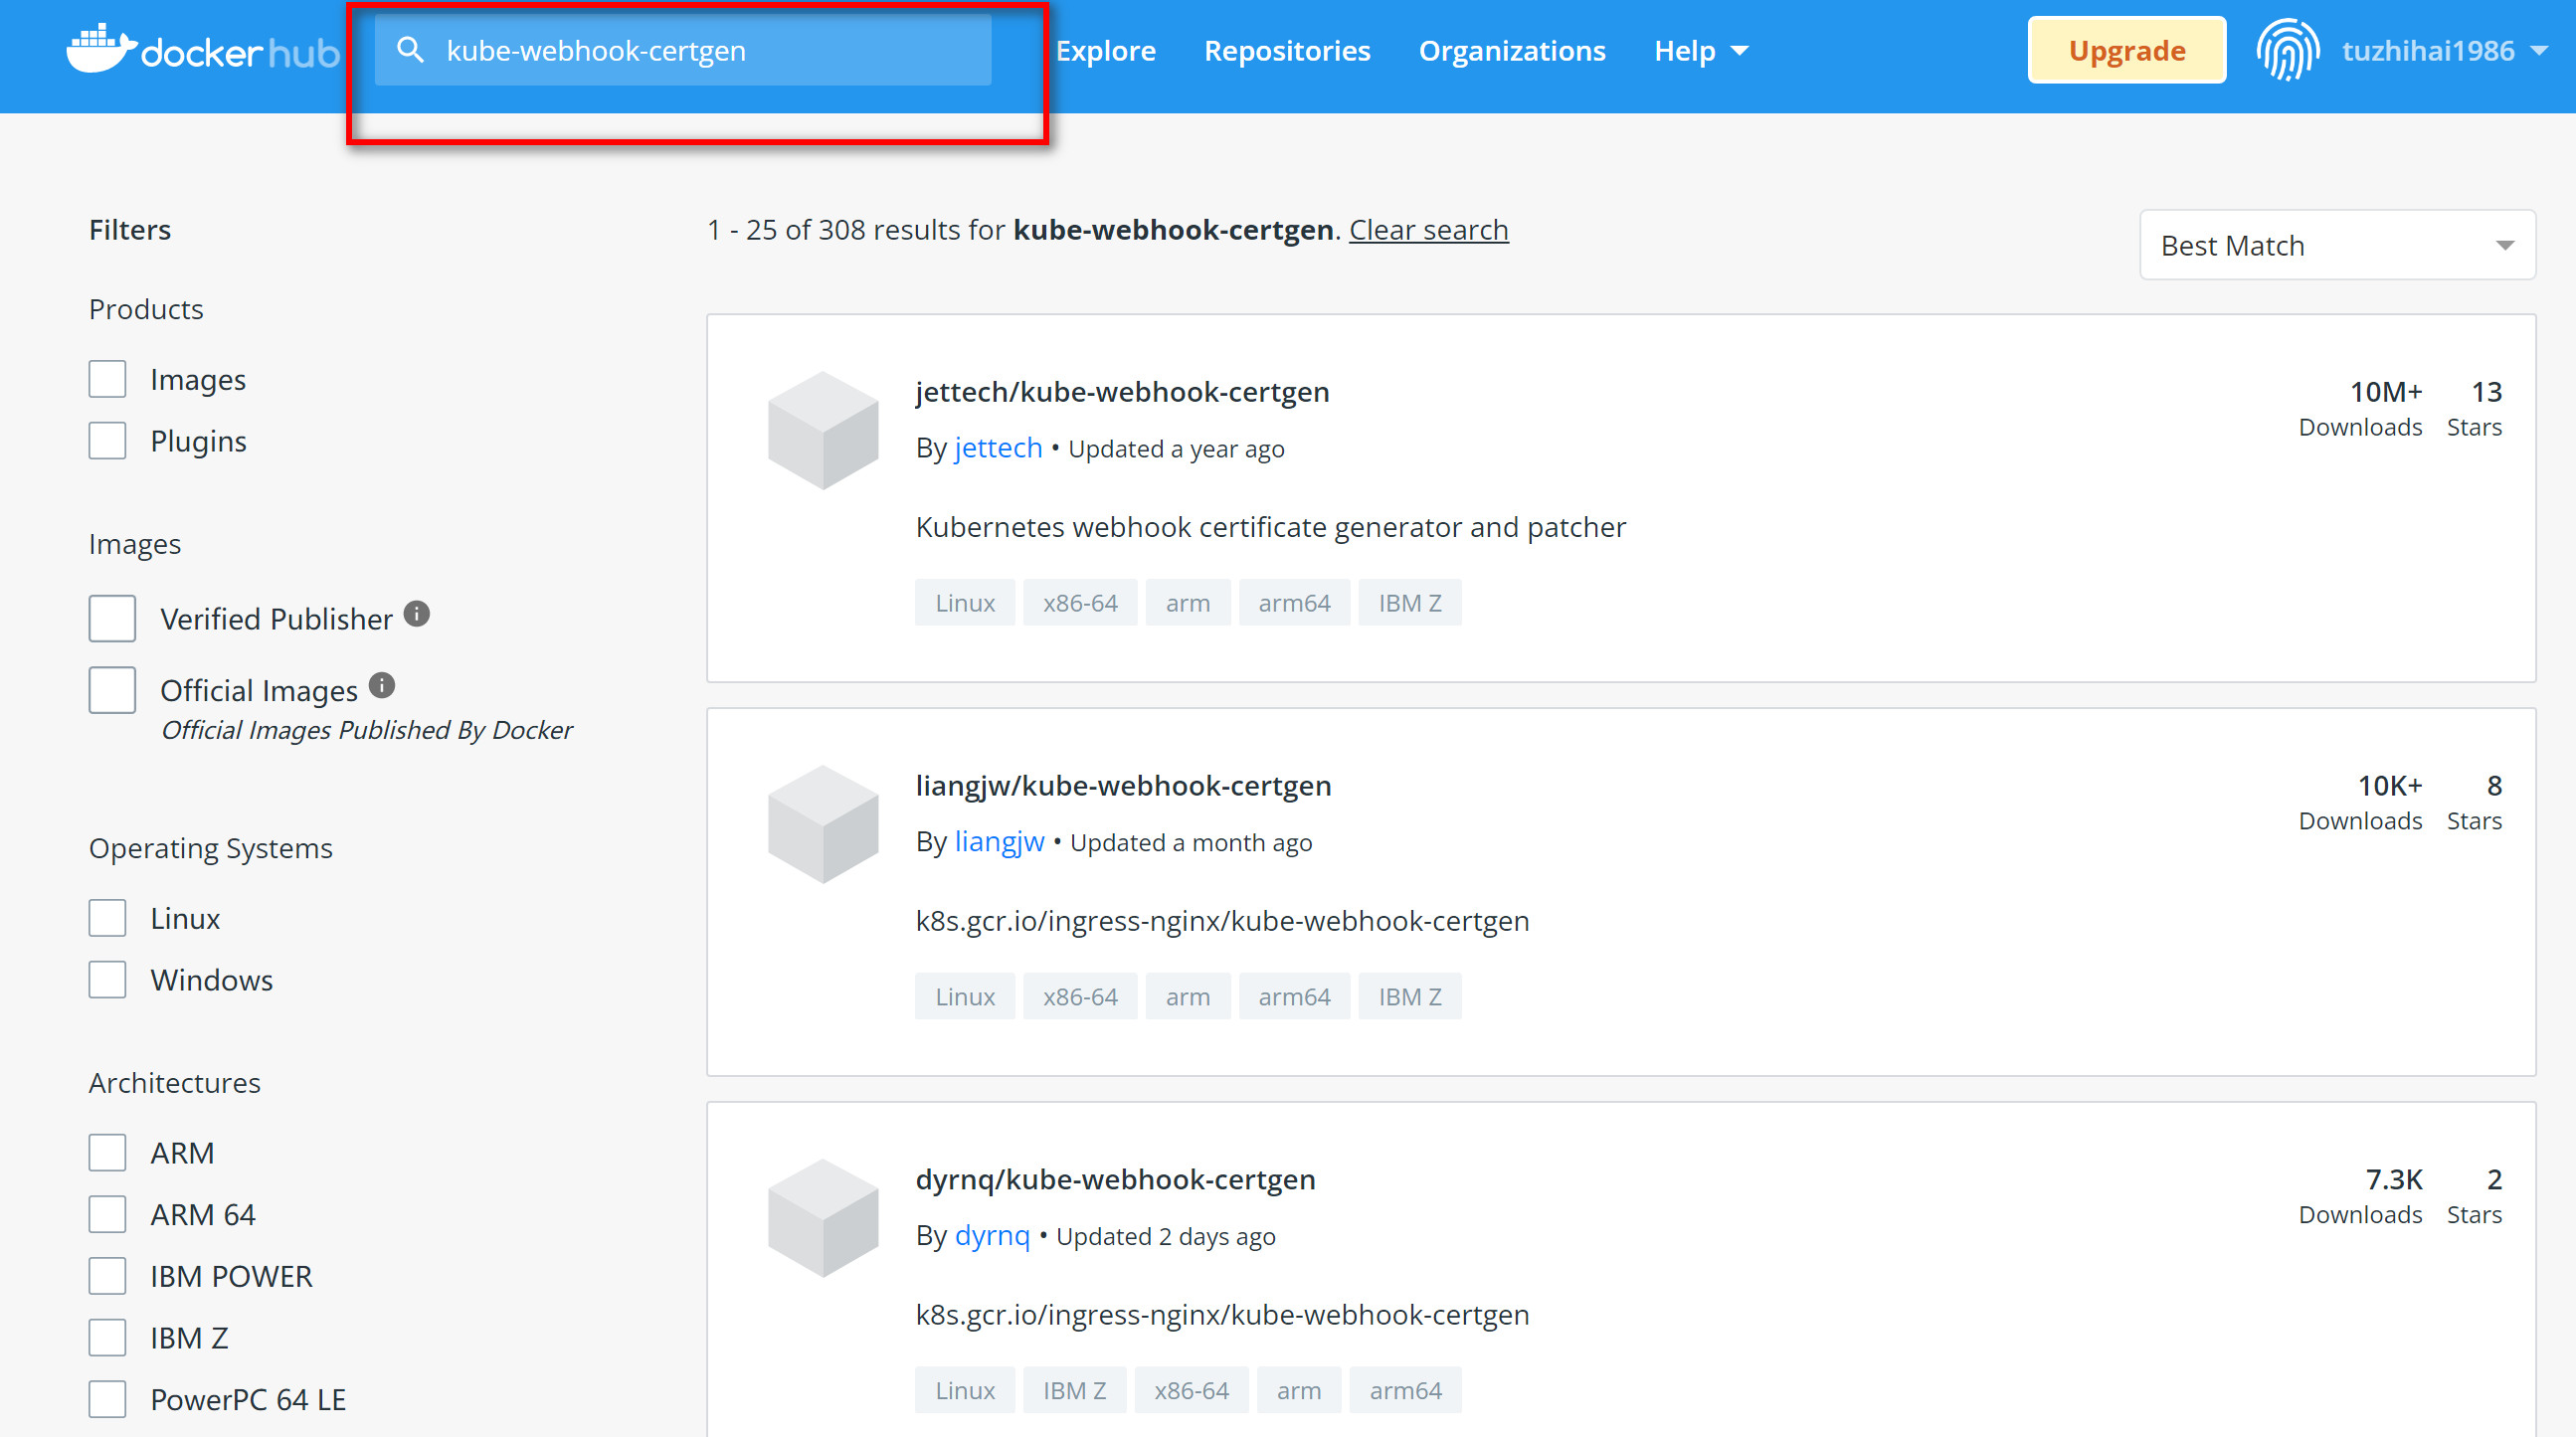 docker hub
kube-webhook-certgen
Explore
Repositories
Organizations
Help
Upgrade
tuzhihai1986
Filters
Products
Images
Plugins
Images
Verified Publisher
Official Images
Official Images Published By Docker
Operating Systems
Linux
Windows
Architectures
ARM
ARM 64
IBM POWER
IBM Z
PowerPC 64 LE
1 - 25 of 308 results for kube-webhook-certgen. Clear search
Best Match
jettech/kube-webhook-certgen
By jettech • Updated a year ago
Kubernetes webhook certificate generator and patcher
Linux x86-64 arm arm64 IBM Z
10M+ 13
Downloads Stars
liangjw/kube-webhook-certgen
By liangjw • Updated a month ago
k8s.gcr.io/ingress-nginx/kube-webhook-certgen
Linux x86-64 arm arm64 IBM Z
10K+ 8
Downloads Stars
dyrnq/kube-webhook-certgen
By dyrnq • Updated 2 days ago
k8s.gcr.io/ingress-nginx/kube-webhook-certgen
Linux IBM Z x86-64 arm arm64
7.3K 2
Downloads Stars